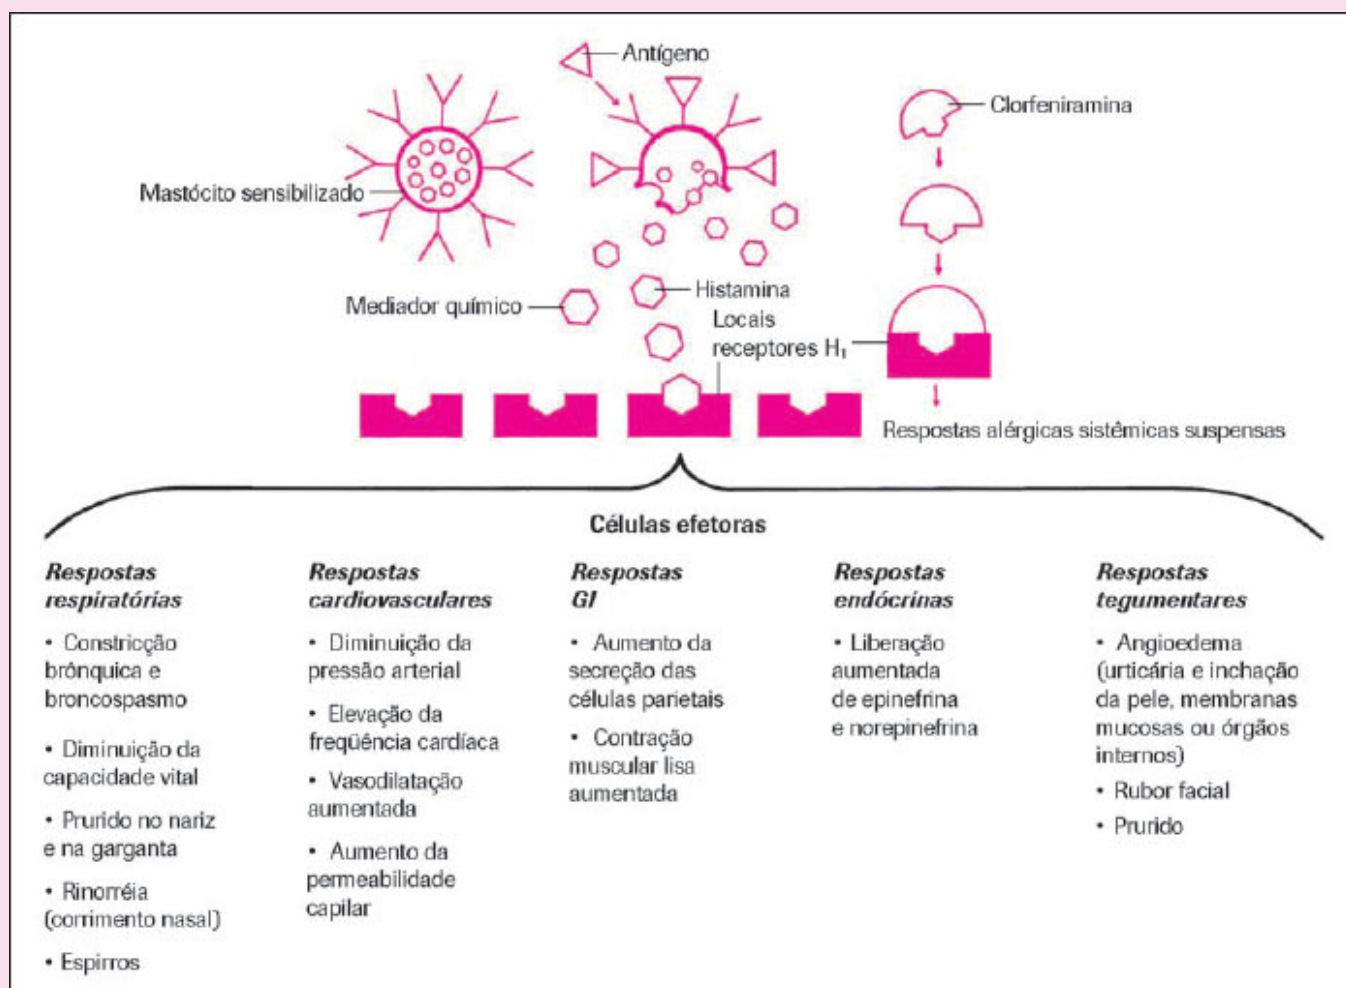 Antígeno
Clorfeniramina
Mastócito sensibilizado
Mediador químico
Histamina
Locais
receptores H₁
Respostas alérgicas sistêmicas suspensas
Células efetoras
Respostas
respiratórias
• Constricção
brônquica e
broncospasmo
• Diminuição da
capacidade vital
• Prurido no nariz
e na garganta
• Rinorréia
(corrimento nasal)
• Espirros
Respostas
cardiovasculares
• Diminuição da
pressão arterial
• Elevação da
freqüência cardíaca
• Vasodilatação
aumentada
• Aumento da
permeabilidade
capilar
Respostas
GI
• Aumento da
secreção das
células parietais
• Contração
muscular lisa
aumentada
Respostas
endócrinas
• Liberação
aumentada
de epinefrina
e norepinefrina
Respostas
tegumentares
• Angioedema
(urticária e inchação
da pele, membranas
mucosas ou órgãos
internos)
• Rubor facial
• Prurido